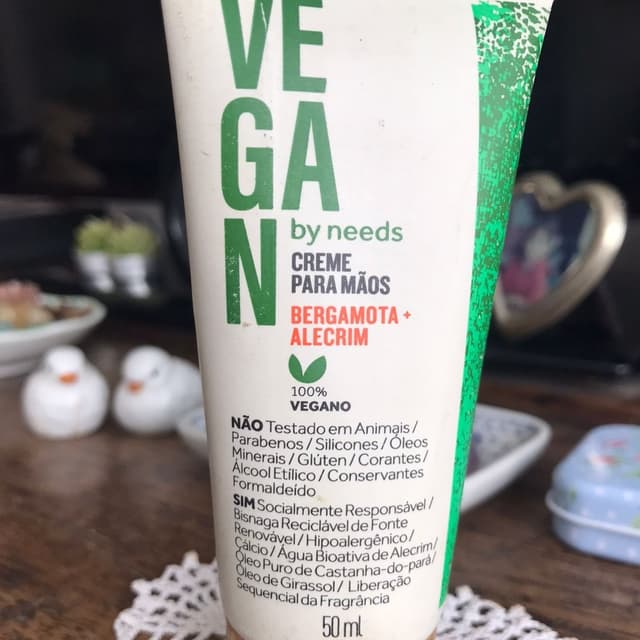 VE
GA
N
by needs
CREME
PARA MÃOS
BERGAMOTA +
ALECRIM
100%
VEGANO
NÃO Testado em Animais /
Parabenos / Silicones / Óleos
Minerais / Glúten / Corantes /
Álcool Etílico / Conservantes
Formaldeído
SIM Socialmente Responsável /
Bisnaga Reciclável de Fonte
Renovável / Hipoalergênico /
Cálcio / Água Bioativa de Alecrim /
Óleo Puro de Castanha-do-pará /
Óleo de Girassol / Liberação
Sequencial da Fragrância
50 ml